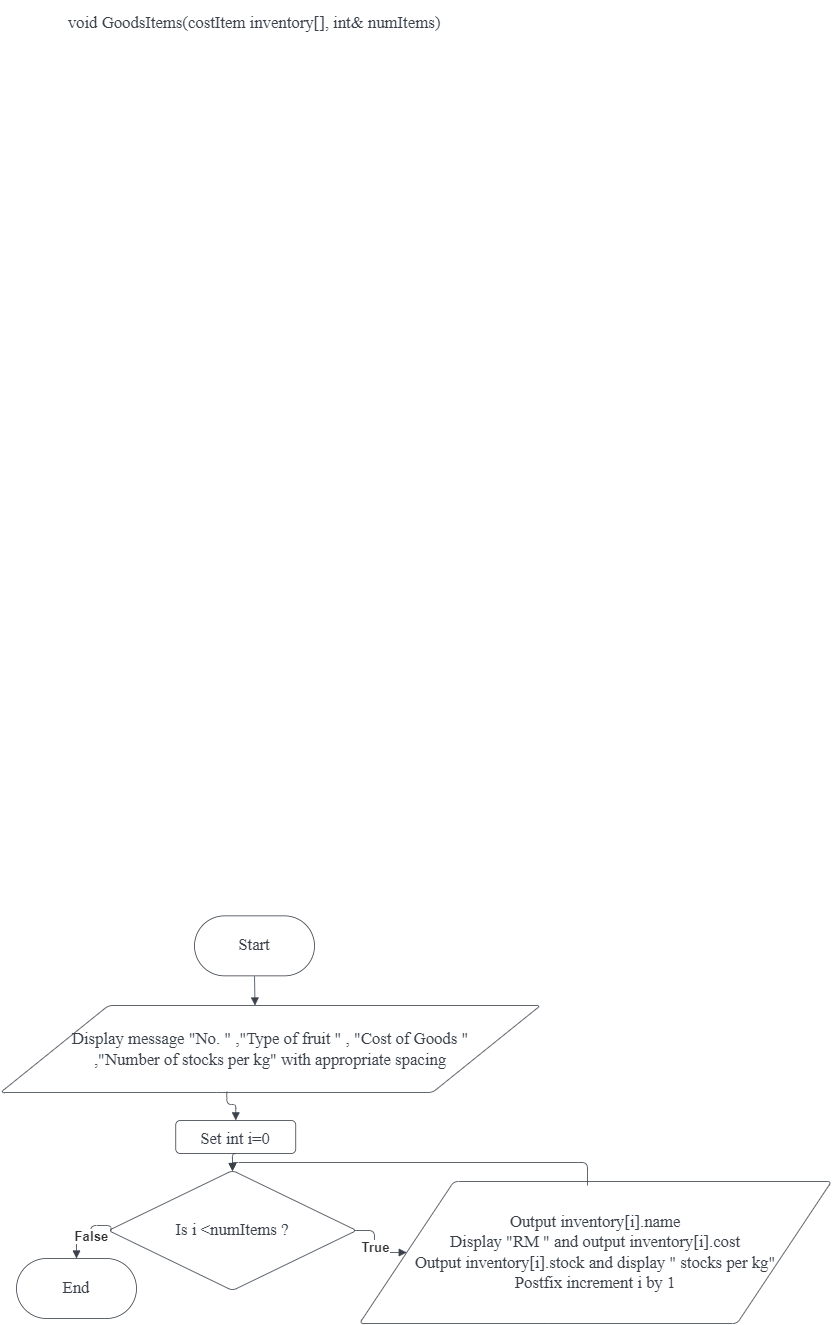 void GoodsItems(costItem inventory[], int& numItems)
Start
Display message "No. " ,"Type of fruit " , "Cost of Goods "
,"Number of stocks per kg" with appropriate spacing
Set int i=0
Is i <numItems ?
False
True
End
Output inventory[i].name
Display "RM " and output inventory[i].cost
Output inventory[i].stock and display " stocks per kg"
Postfix increment i by 1